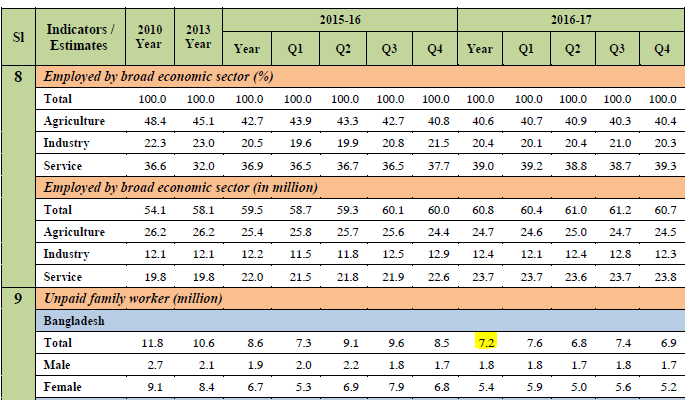 Sl Indicators / Estimates 2010 Year 2013 Year 2015-16 2016-17
Year Q1 Q2 Q3 Q4 Year Q1 Q2 Q3 Q4
8 Employed by broad economic sector (%)
Total 100.0 100.0 100.0 100.0 100.0 100.0 100.0 100.0 100.0 100.0 100.0 100.0
Agriculture 48.4 45.1 42.7 43.9 43.3 42.7 40.8 40.6 40.7 40.9 40.3 40.4
Industry 22.3 23.0 20.5 19.6 19.9 20.8 21.5 20.4 20.1 20.4 21.0 20.3
Service 36.6 32.0 36.9 36.5 36.7 36.5 37.7 39.0 39.2 38.8 38.7 39.3
Employed by broad economic sector (in million)
Total 54.1 58.1 59.5 58.7 59.3 60.1 60.0 60.8 60.4 61.0 61.2 60.7
Agriculture 26.2 26.2 25.4 25.8 25.7 25.6 24.4 24.7 24.6 25.0 24.7 24.5
Industry 12.1 12.1 12.2 11.5 11.8 12.5 12.9 12.4 12.1 12.4 12.8 12.3
Service 19.8 19.8 22.0 21.5 21.8 21.9 22.6 23.7 23.7 23.6 23.7 23.8
9 Unpaid family worker (million)
Bangladesh
Total 11.8 10.6 8.6 7.3 9.1 9.6 8.5 7.2 7.6 6.8 7.4 6.9
Male 2.7 2.1 1.9 2.0 2.2 1.8 1.7 1.8 1.8 1.7 1.8 1.7
Female 9.1 8.4 6.7 5.3 6.9 7.9 6.8 5.4 5.9 5.0 5.6 5.2